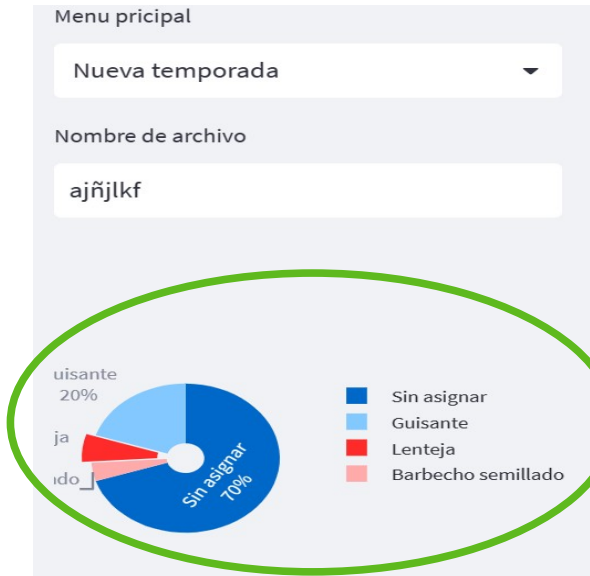 Menu pricipal
Nueva temporada
Nombre de archivo
ajñjlkf
uisante
20%
ja
do
Sin asignar
70%
Sin asignar
Guisante
Lenteja
Barbecho semillado